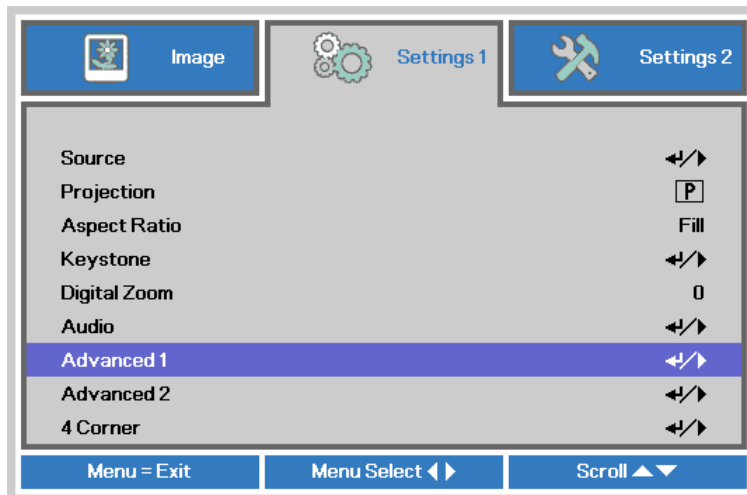 Image
Settings 1
Settings 2
Source ↵/▶
Projection P
Aspect Ratio Fill
Keystone ↵/▶
Digital Zoom 0
Audio ↵/▶
Advanced 1 ↵/▶
Advanced 2 ↵/▶
4 Corner ↵/▶
Menu = Exit
Menu Select ◀ ▶
Scroll ▲▼